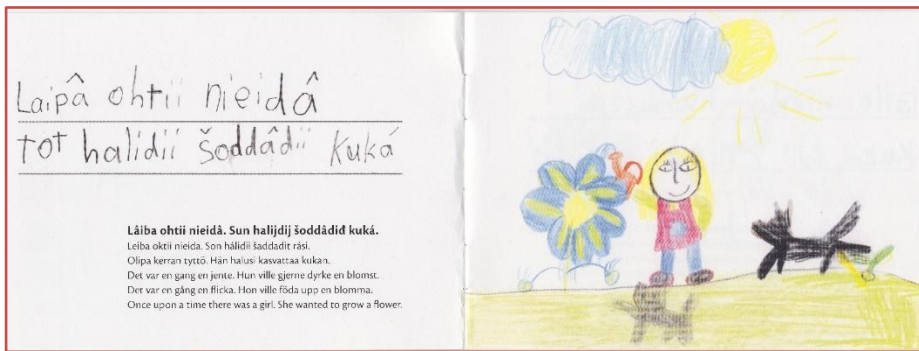 Laipâ ohtii nieidâ
tot halidii šoddâdii kuká
Lâiba ohtii nieidâ. Sun halijdij šoddâdiđ kuká.
Leiba oktii nieida. Son hálidii šaddadit rási.
Olipa kerran tyttö. Hän halusi kasvattaa kukan.
Det var en gang en jente. Hun ville gjerne dyrke en blomst.
Det var en gång en flicka. Hon ville föda upp en blomma.
Once upon a time there was a girl. She wanted to grow a flower.